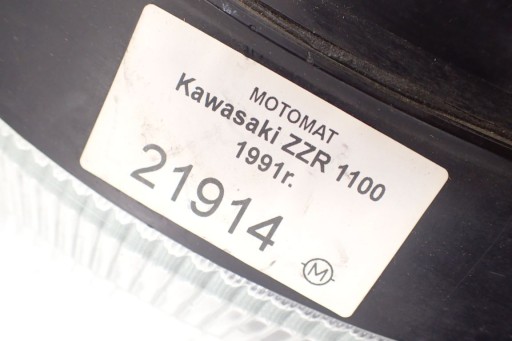 MOTOMAT
Kawasaki ZZR 1100
1991r.
21914
M